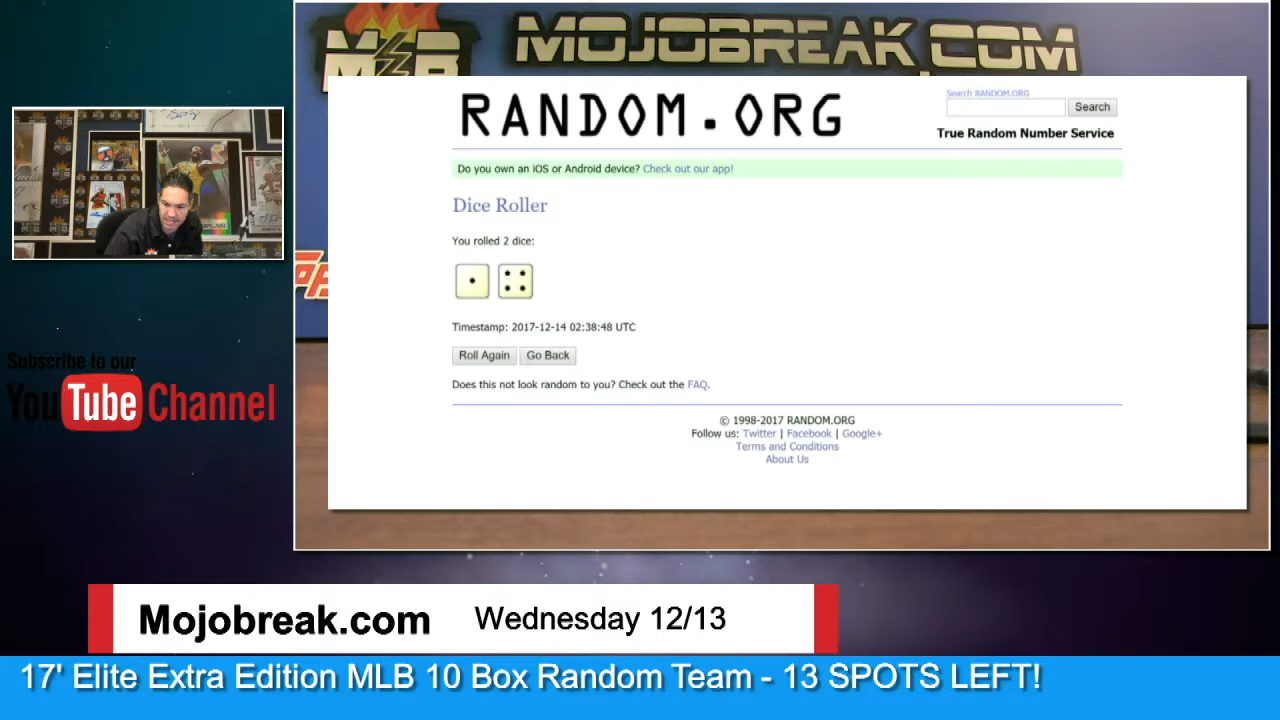 MOJOBREAK.COM
RANDOM.ORG
Search RANDOM.ORG
Search
True Random Number Service
Do you own an iOS or Android device? Check out our app!
Dice Roller
You rolled 2 dice:
Timestamp: 2017-12-14 02:38:48 UTC
Roll Again Go Back
Does this not look random to you? Check out the FAQ.
© 1998-2017 RANDOM.ORG
Follow us: Twitter | Facebook | Google+
Terms and Conditions
About Us
Subscribe to our
YouTube Channel
Mojobreak.com Wednesday 12/13
17' Elite Extra Edition MLB 10 Box Random Team - 13 SPOTS LEFT!